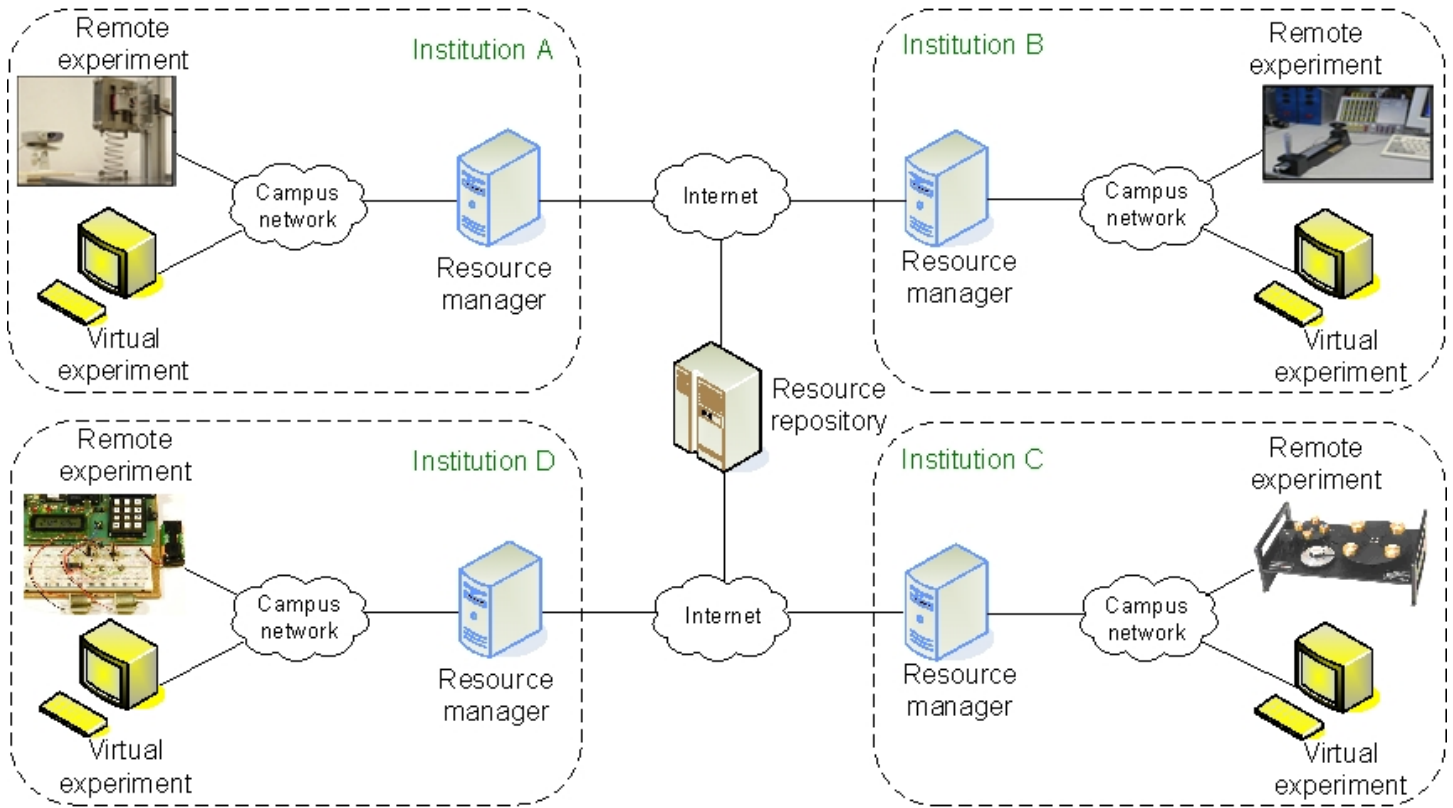 Remote
experiment
Institution A
Campus
network
Resource
manager
Virtual
experiment
Internet
Institution B
Remote
experiment
Resource
manager
Campus
network
Virtual
experiment
Resource
repository
Remote
experiment
Institution D
Campus
network
Resource
manager
Virtual
experiment
Internet
Institution C
Remote
experiment
Resource
manager
Campus
network
Virtual
experiment